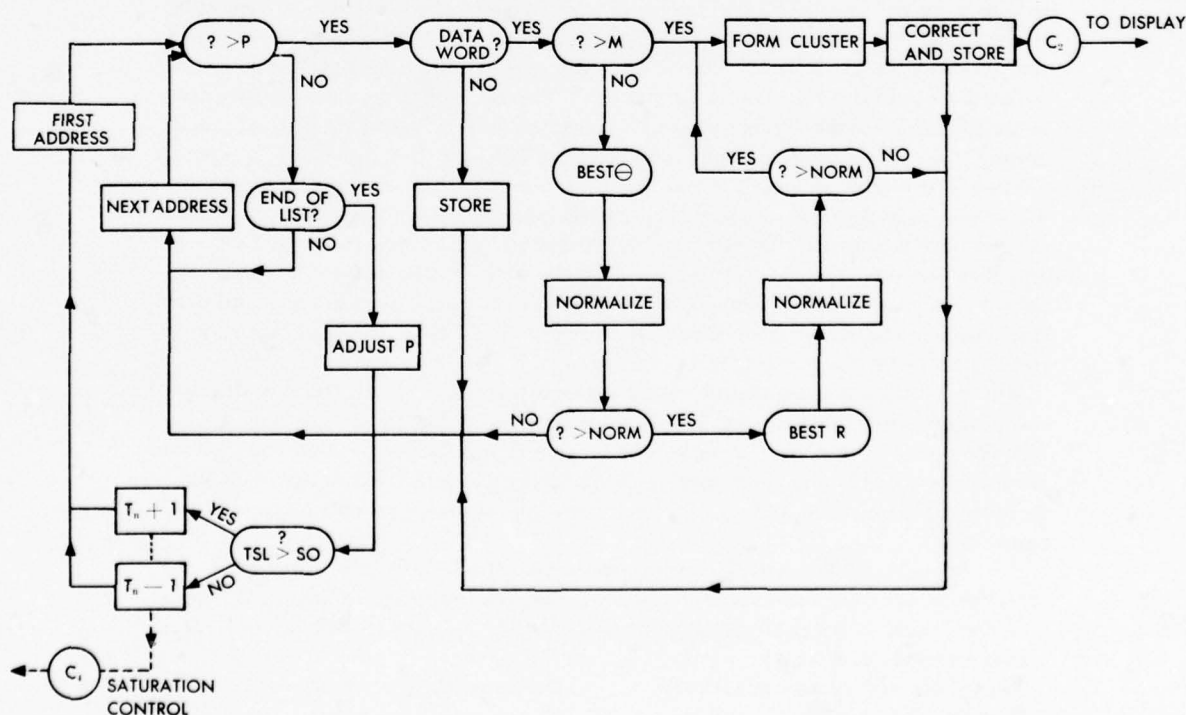 ? >P
YES
DATA
WORD ?
YES
? >M
YES
FORM CLUSTER
CORRECT
AND STORE
C₂
TO DISPLAY
NO
NO
NO
FIRST
ADDRESS
NEXT ADDRESS
END OF
LIST?
YES
NO
STORE
BEST ⊖
YES
? >NORM
NO
NORMALIZE
NORMALIZE
ADJUST P
NO
? >NORM
YES
BEST R
Tₙ + 1
YES
?
TSL > SO
NO
Tₙ − 1
C₁
SATURATION
CONTROL